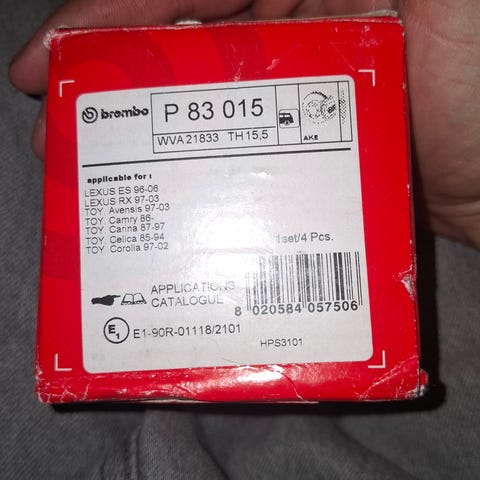 brembo
P 83 015
WVA 21833 TH 15,5
AKE
applicable for :
LEXUS ES 96-06
LEXUS RX 97-03
TOY. Avensis 97-03
TOY. Camry 86-
TOY. Carina 87-97
TOY. Celica 85-94
TOY. Corolla 97-02
1set/4 Pcs.
APPLICATIONS
CATALOGUE
8 020584 057506
E1 E1-90R-01118/2101
HPS3101